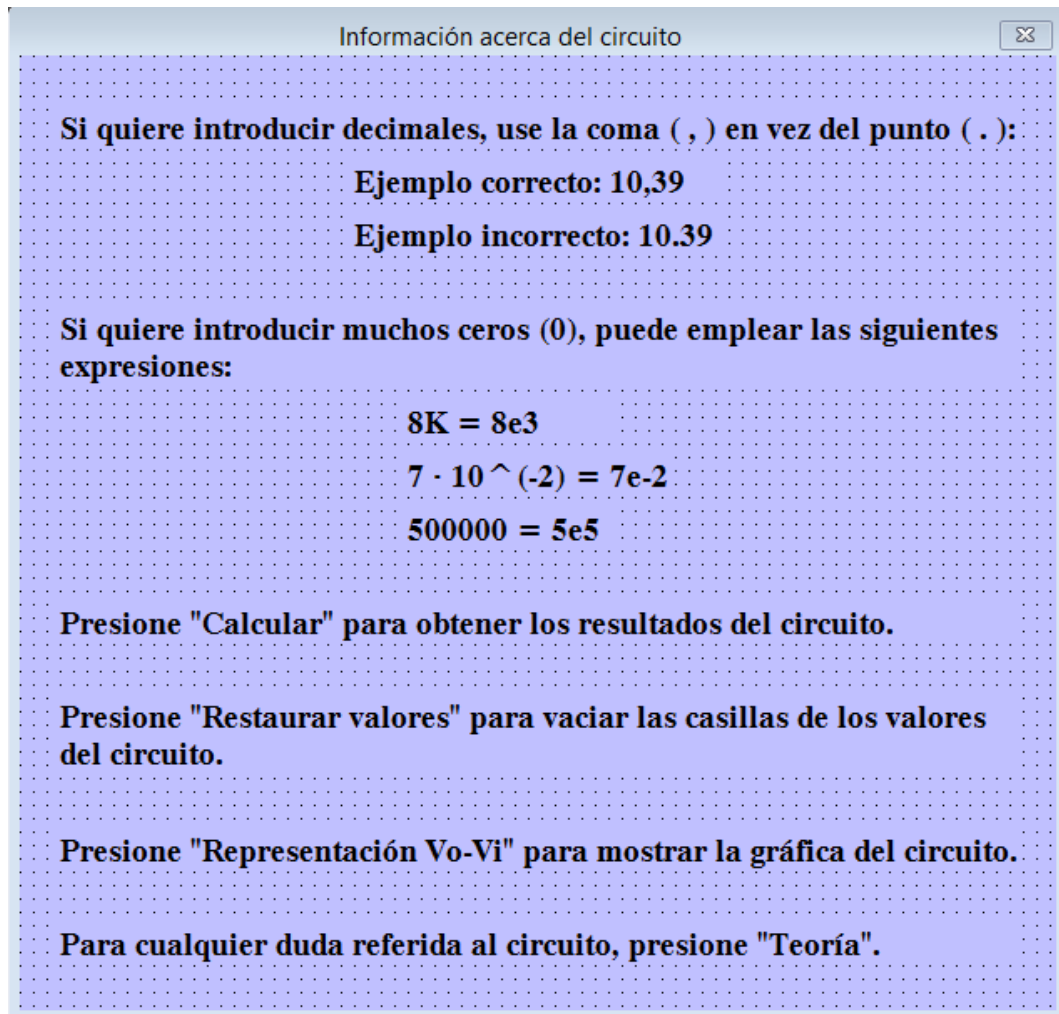 Información acerca del circuito
Si quiere introducir decimales, use la coma ( , ) en vez del punto ( . ):
Ejemplo correcto: 10,39
Ejemplo incorrecto: 10.39
Si quiere introducir muchos ceros (0), puede emplear las siguientes
expresiones:
8K = 8e3
7 · 10^(-2) = 7e-2
500000 = 5e5
Presione "Calcular" para obtener los resultados del circuito.
Presione "Restaurar valores" para vaciar las casillas de los valores
del circuito.
Presione "Representación Vo-Vi" para mostrar la gráfica del circuito.
Para cualquier duda referida al circuito, presione "Teoría".